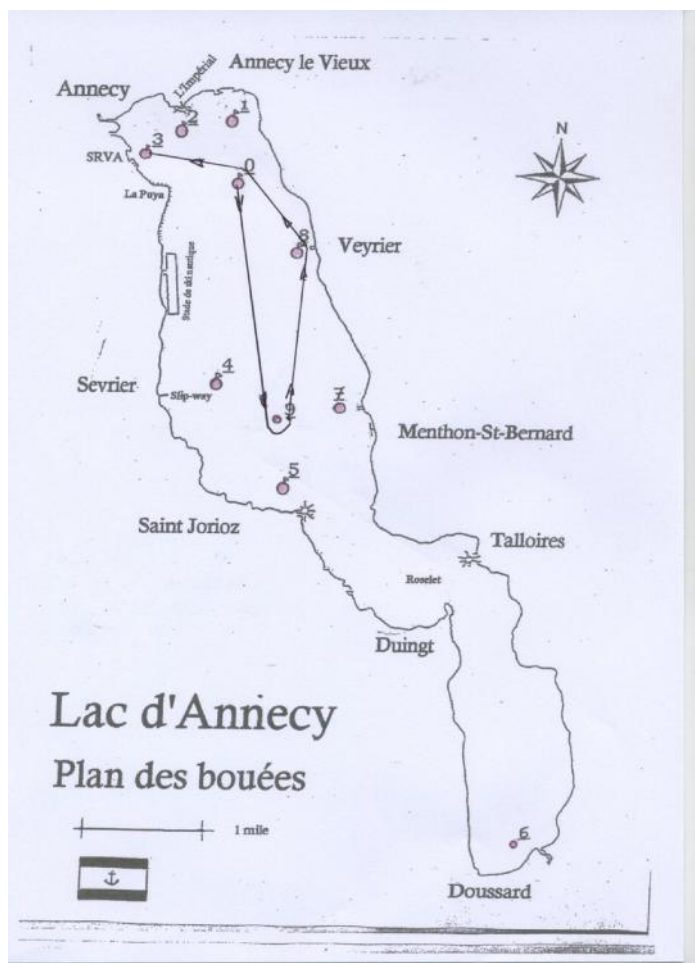 Annecy le Vieux
L'Impérial
Annecy
1
2
3
SRVA
N
0
La Puya
8
Veyrier
Stade de ski nautique
4
Sevrier
Slip-way
7
9
Menthon-St-Bernard
5
Saint Jorioz
Talloires
Roselet
Duingt
Lac d'Annecy
Plan des bouées
1 mile
6
Doussard